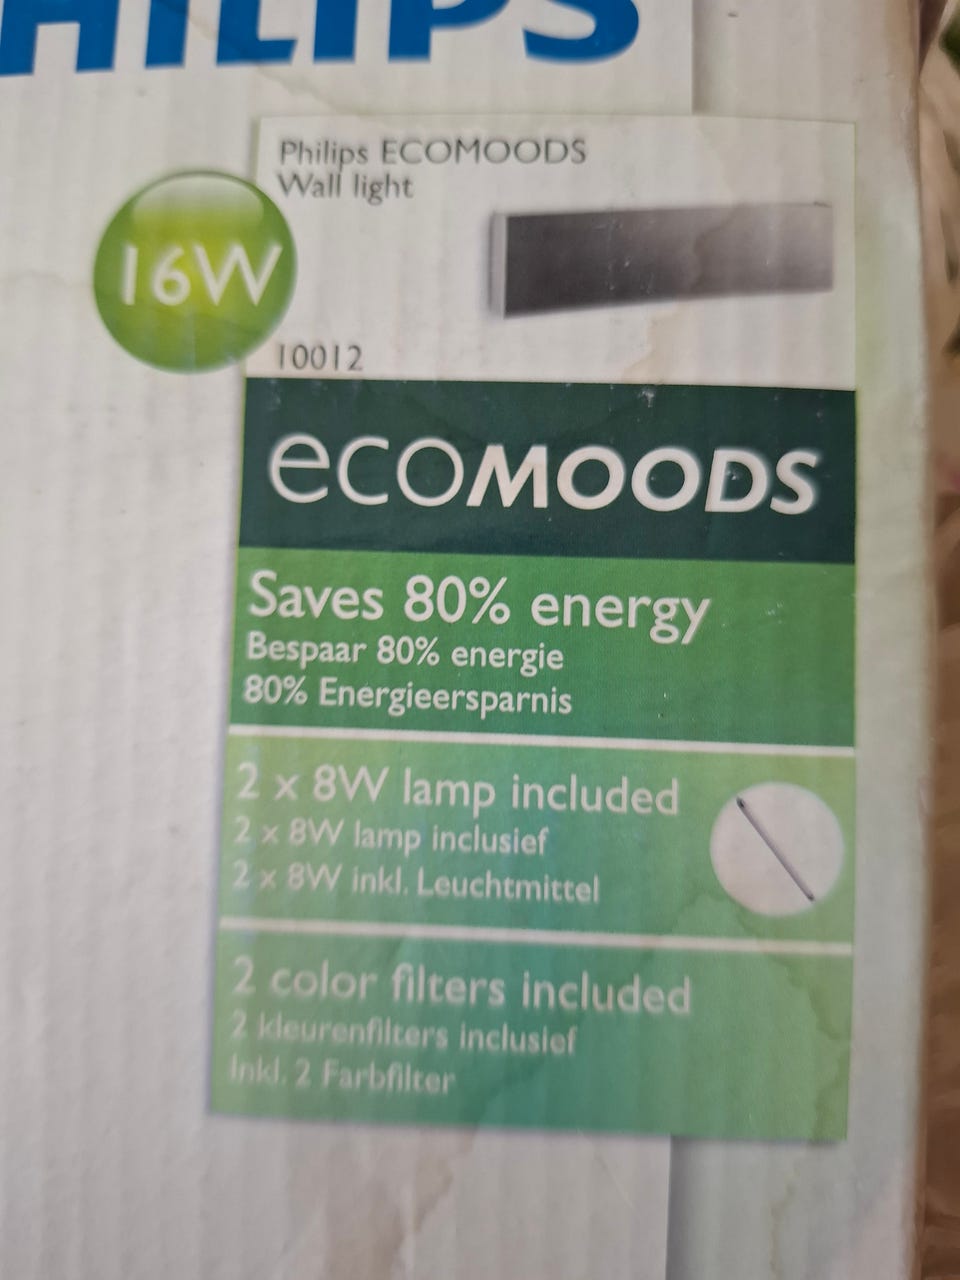 HILIPS
Philips ECOMOODS
Wall light
16W
10012
ecoMOODS
Saves 80% energy
Bespaar 80% energie
80% Energieersparnis
2 x 8W lamp included
2 x 8W lamp inclusief
2 x 8W inkl. Leuchtmittel
2 color filters included
2 kleurenfilters inclusief
Inkl. 2 Farbfilter